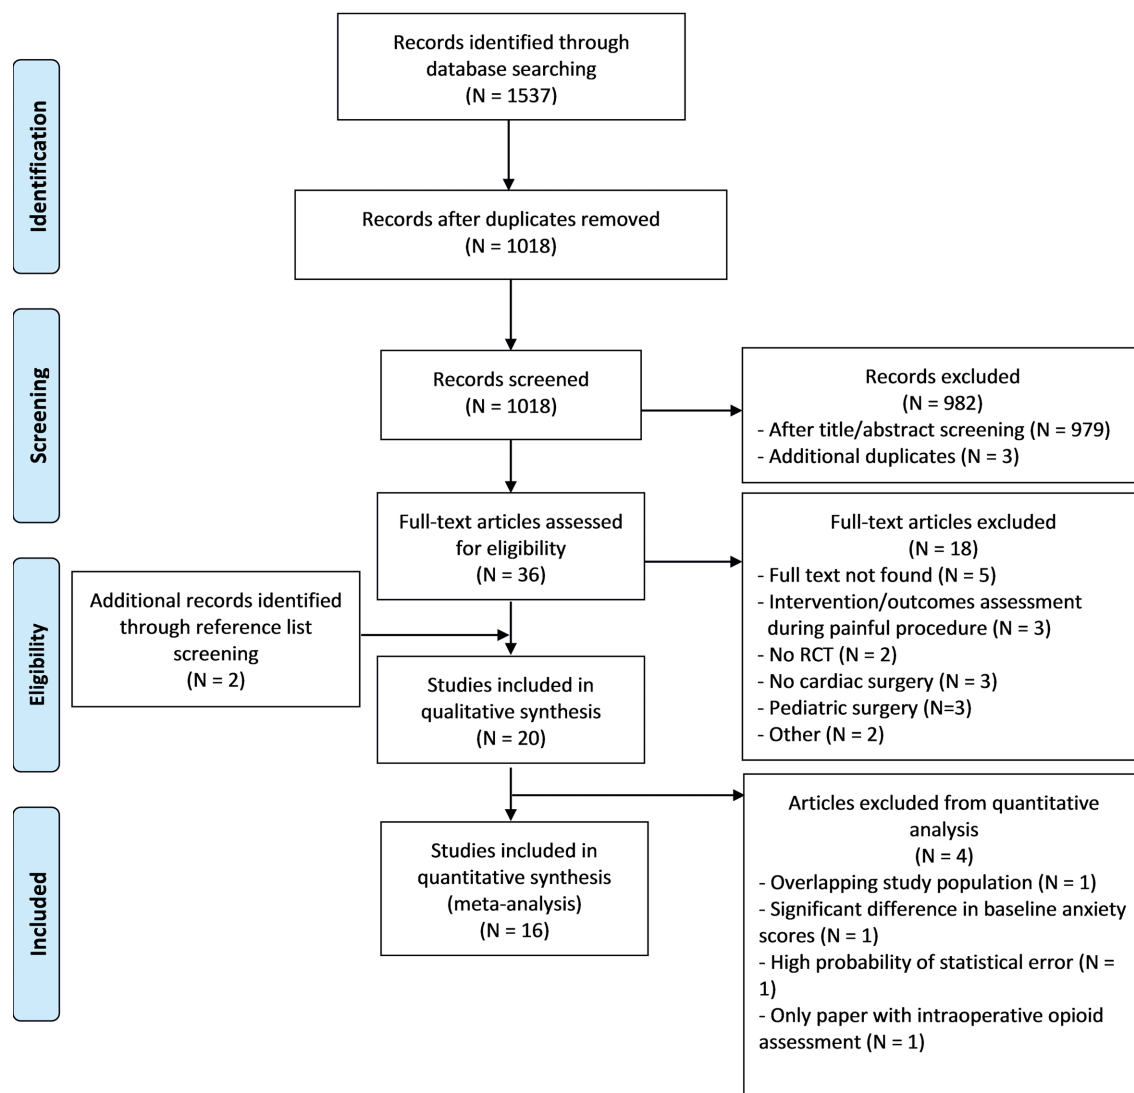 Identification
Records identified through
database searching
(N = 1537)
Records after duplicates removed
(N = 1018)
Screening
Records screened
(N = 1018)
Records excluded
(N = 982)
- After title/abstract screening (N = 979)
- Additional duplicates (N = 3)
Full-text articles assessed
for eligibility
(N = 36)
Full-text articles excluded
(N = 18)
- Full text not found (N = 5)
- Intervention/outcomes assessment
during painful procedure (N = 3)
- No RCT (N = 2)
- No cardiac surgery (N = 3)
- Pediatric surgery (N=3)
- Other (N = 2)
Eligibility
Additional records identified
through reference list
screening
(N = 2)
Studies included in
qualitative synthesis
(N = 20)
Included
Studies included in
quantitative synthesis
(meta-analysis)
(N = 16)
Articles excluded from quantitative
analysis
(N = 4)
- Overlapping study population (N = 1)
- Significant difference in baseline anxiety
scores (N = 1)
- High probability of statistical error (N =
1)
- Only paper with intraoperative opioid
assessment (N = 1)